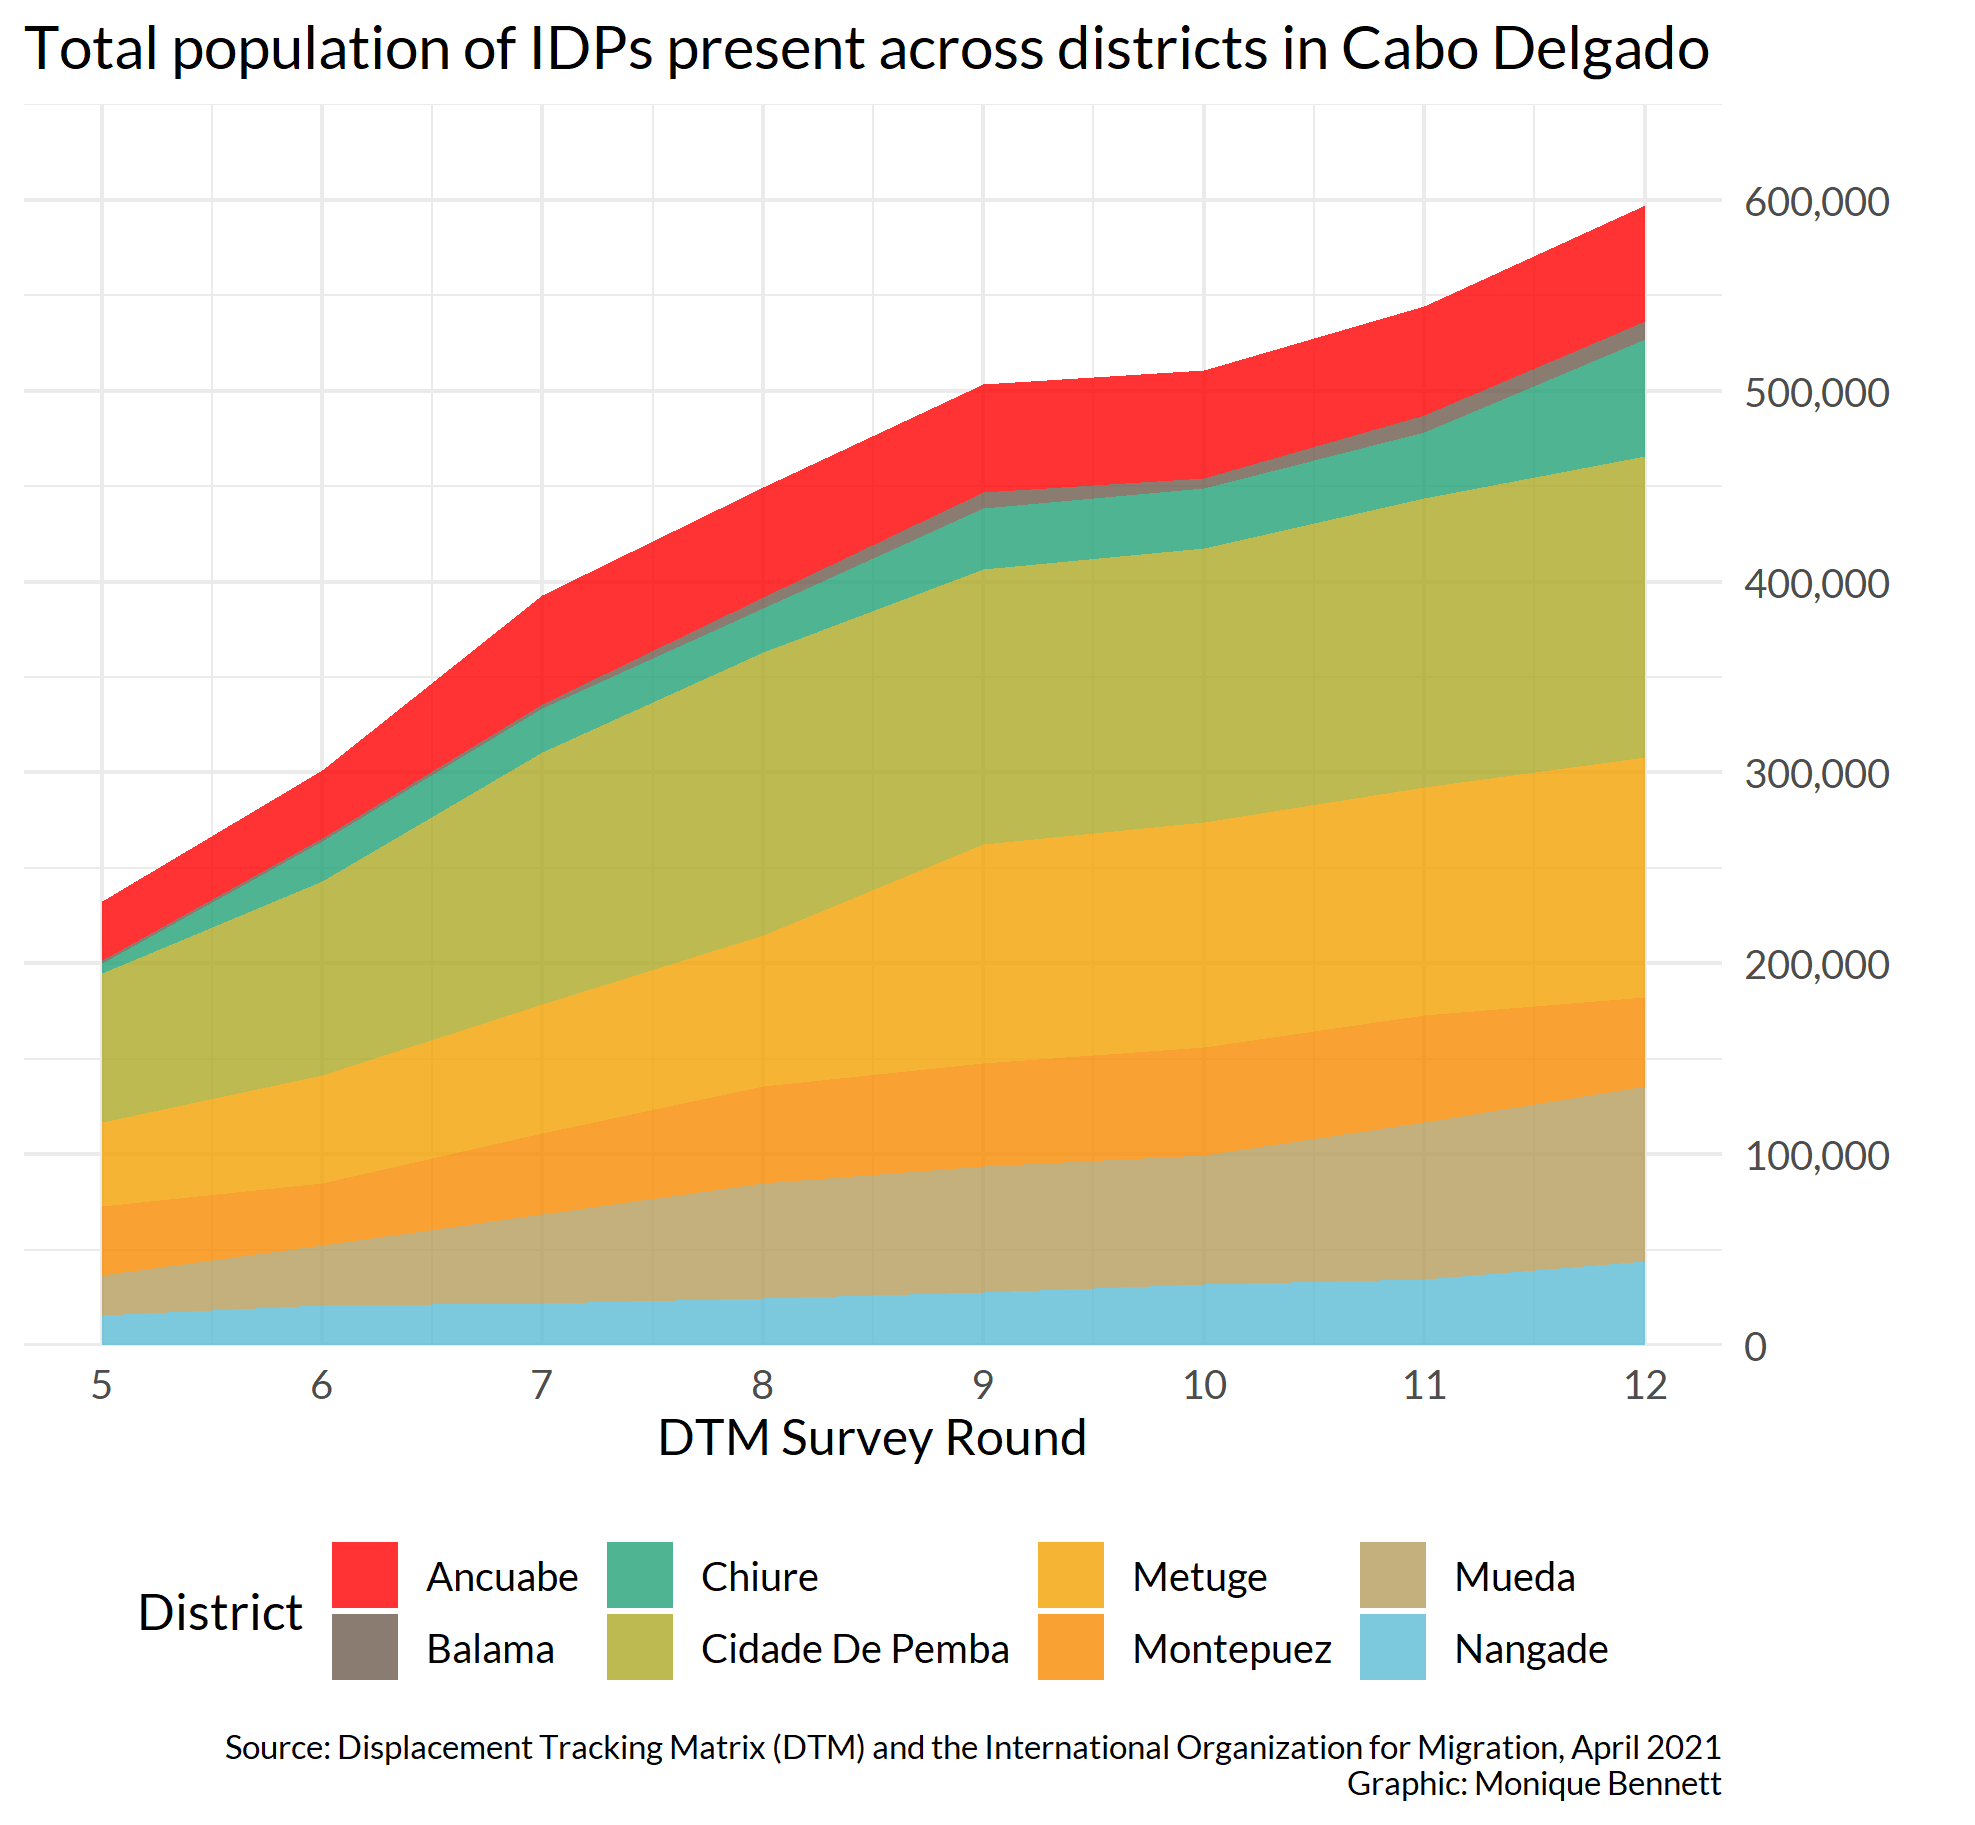 Total population of IDPs present across districts in Cabo Delgado
600,000
500,000
400,000
300,000
200,000
100,000
0
5 6 7 8 9 10 11 12
DTM Survey Round
District
Ancuabe Chiure Metuge Mueda
Balama Cidade De Pemba Montepuez Nangade
Source: Displacement Tracking Matrix (DTM) and the International Organization for Migration, April 2021
Graphic: Monique Bennett